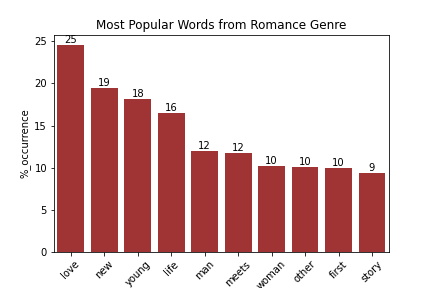 Most Popular Words from Romance Genre
25
20
15
10
5
0
%_occurrence
25
19
18
16
12
12
10
10
10
9
love
new
young
life
man
meets
woman
other
first
story